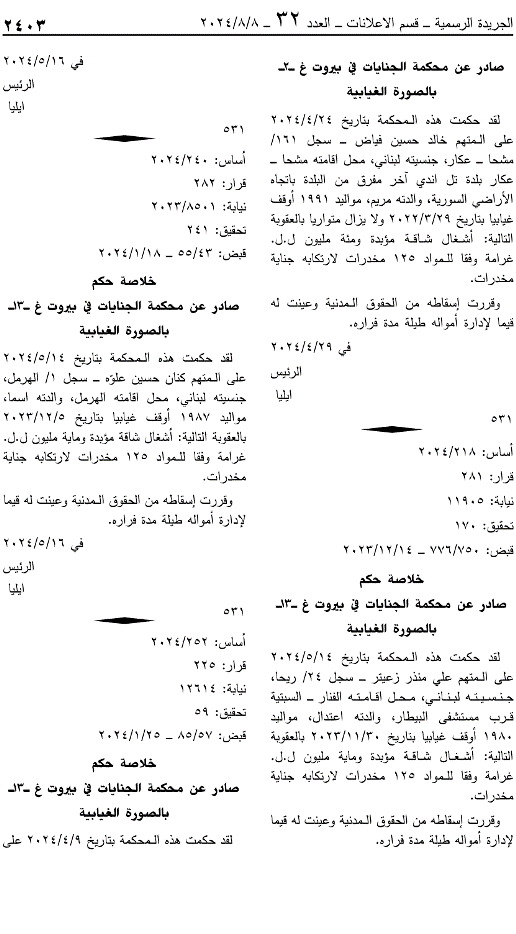 الجريدة الرسمية ـ قسم الاعلانات ـ العدد ٣٢ ـ ٢٠٢٤/٨/٨
٢٤٠٣
صادر عن محكمة الجنايات في بيروت غ ـ٢ـ
بالصورة الغيابية
لقد حكمت هذه المحكمة بتاريخ ٢٠٢٤/٤/٢٤
على المتهم خالد حسين فياض ـ سجل ١٦١/
مشحا ـ عكار، جنسيته لبناني، محل اقامته مشحا ـ
عكار بلدة تل اندي آخر مفرق من البلدة باتجاه
الأراضي السورية، والدته مريم، مواليد ١٩٩١ أوقف
غيابيا بتاريخ ٢٠٢٢/٣/٢٩ ولا يزال متواريا بالعقوبة
التالية: أشغال شاقة مؤبدة ومئة مليون ل.ل.
غرامة وفقا للمواد ١٢٥ مخدرات لارتكابه جناية
مخدرات.
وقررت إسقاطه من الحقوق المدنية وعينت له
قيما لإدارة أمواله طيلة مدة فراره.
في ٢٠٢٤/٤/٢٩
الرئيس
ايليا
٥٣١
أساس: ٢٠٢٤/٢١٨
قرار: ٢٨١
نيابة: ١١٩٠٥
تحقيق: ١٧٠
قبض: ٧٧٦/٧٥٠ ـ ٢٠٢٣/١٢/١٤
خلاصة حكم
صادر عن محكمة الجنايات في بيروت غ ـ١٣ـ
بالصورة الغيابية
لقد حكمت هذه المحكمة بتاريخ ٢٠٢٤/٥/١٤
على المتهم علي منذر زعيتر ـ سجل ٢٤/ ريحا،
جنسيته لبناني، محل اقامته الفنار ـ السبتية
قرب مستشفى البيطار، والدته اعتدال، مواليد
١٩٨٠ أوقف غيابيا بتاريخ ٢٠٢٣/١١/٣٠ بالعقوبة
التالية: أشغال شاقة مؤبدة وماية مليون ل.ل.
غرامة وفقا للمواد ١٢٥ مخدرات لارتكابه جناية
مخدرات.
وقررت إسقاطه من الحقوق المدنية وعينت له قيما
لإدارة أمواله طيلة مدة فراره.
في ٢٠٢٤/٥/١٦
الرئيس
ايليا
٥٣١
أساس: ٢٠٢٤/٢٤٠
قرار: ٢٨٢
نيابة: ٢٠٢٣/٨٥٠١
تحقيق: ٢٤١
قبض: ٥٥/٤٣ ـ ٢٠٢٤/١/١٨
خلاصة حكم
صادر عن محكمة الجنايات في بيروت غ ـ١٣ـ
بالصورة الغيابية
لقد حكمت هذه المحكمة بتاريخ ٢٠٢٤/٥/١٤
على المتهم كنان حسين علوّه ـ سجل ١/ الهرمل،
جنسيته لبناني، محل اقامته الهرمل، والدته اسما،
مواليد ١٩٨٧ أوقف غيابيا بتاريخ ٢٠٢٣/١٢/٥
بالعقوبة التالية: أشغال شاقة مؤبدة وماية مليون ل.ل.
غرامة وفقا للمواد ١٢٥ مخدرات لارتكابه جناية
مخدرات.
وقررت إسقاطه من الحقوق المدنية وعينت له قيما
لإدارة أمواله طيلة مدة فراره.
في ٢٠٢٤/٥/١٦
الرئيس
ايليا
٥٣١
أساس: ٢٠٢٤/٢٥٢
قرار: ٢٢٥
نيابة: ١٢٦١٤
تحقيق: ٥٩
قبض: ٨٥/٥٧ ـ ٢٠٢٤/١/٢٥
خلاصة حكم
صادر عن محكمة الجنايات في بيروت غ ـ١٣ـ
بالصورة الغيابية
لقد حكمت هذه المحكمة بتاريخ ٢٠٢٤/٤/٩ على